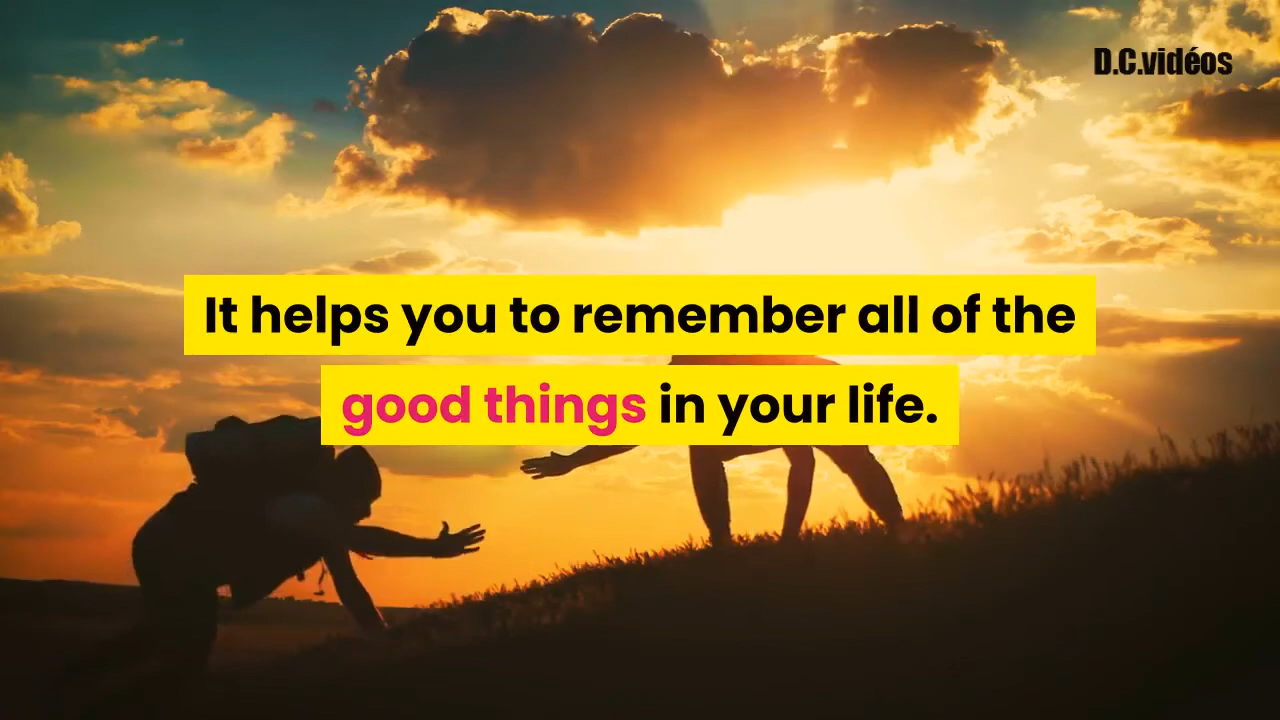 D.C.vidéos
It helps you to remember all of the
good things in your life.